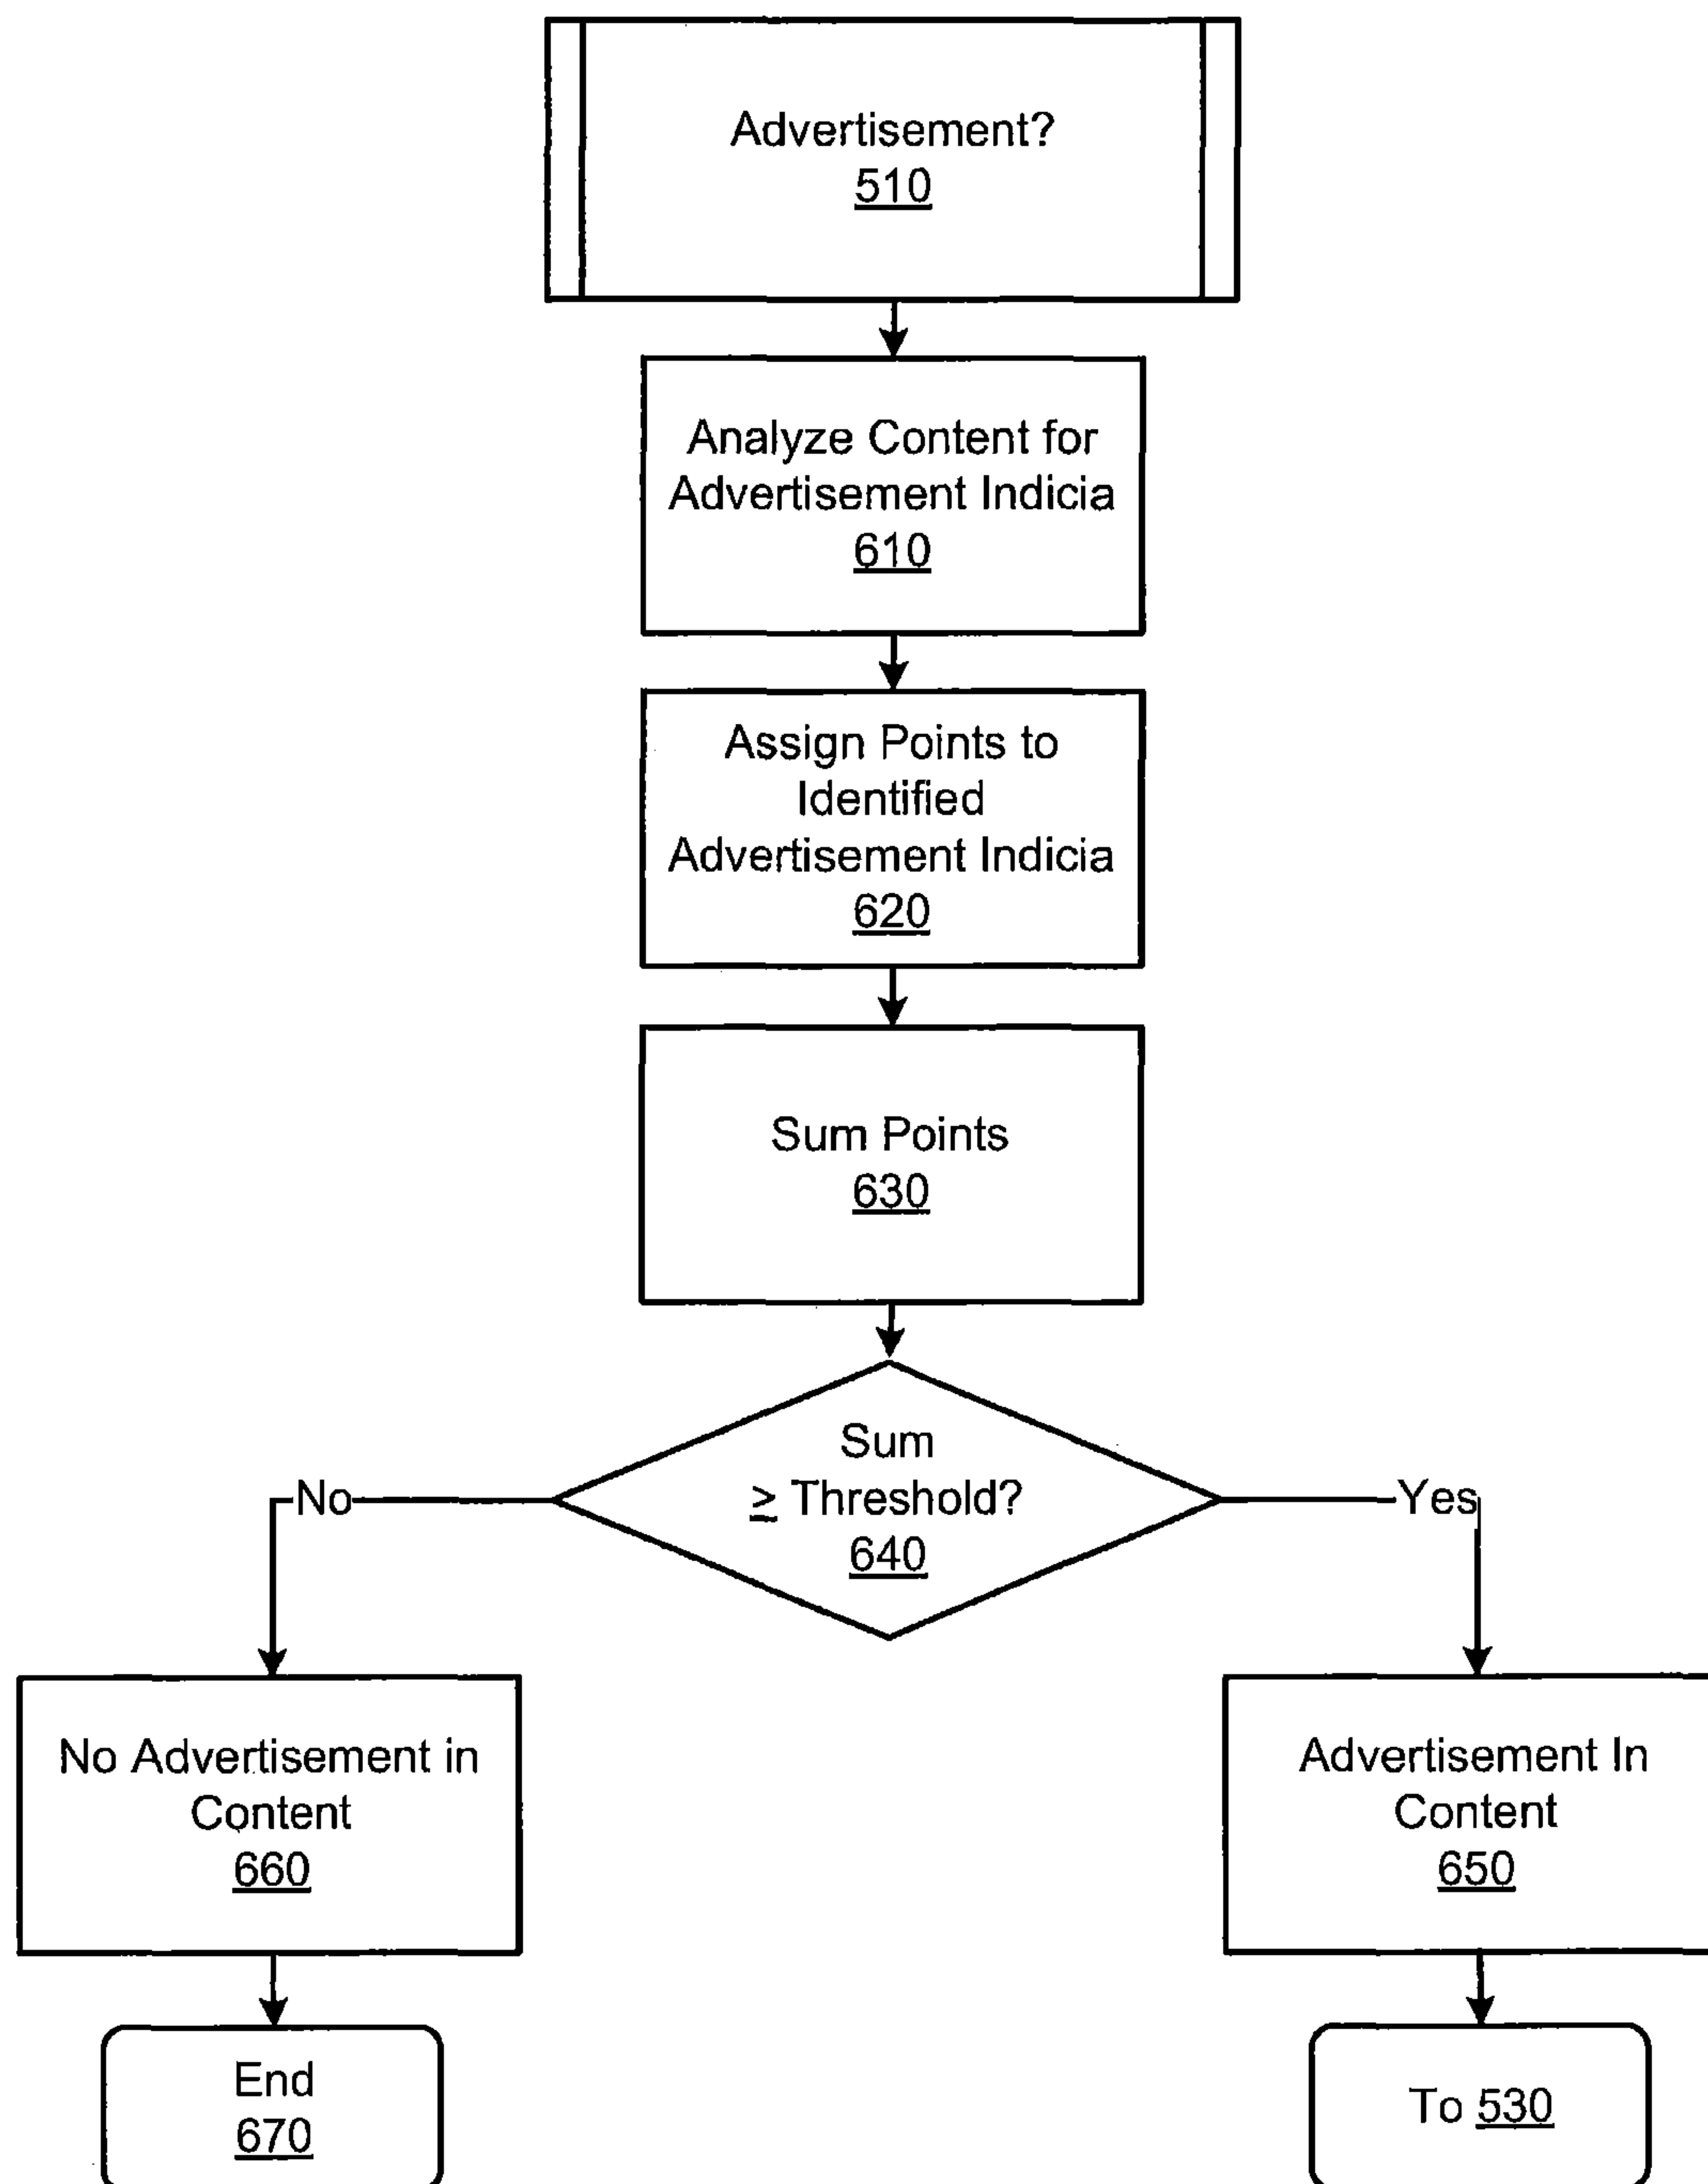 Advertisement?
510
Analyze Content for
Advertisement Indicia
610
Assign Points to
Identified
Advertisement Indicia
620
Sum Points
630
Sum
≥ Threshold?
640
No
Yes
No Advertisement in
Content
660
Advertisement In
Content
650
End
670
To 530